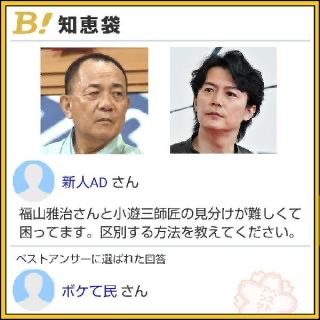 B! 知恵袋
新人AD さん
福山雅治さんと小遊三師匠の見分けが難しくて
困ってます。区別する方法を教えてください。
ベストアンサーに選ばれた回答
ボケて民 さん